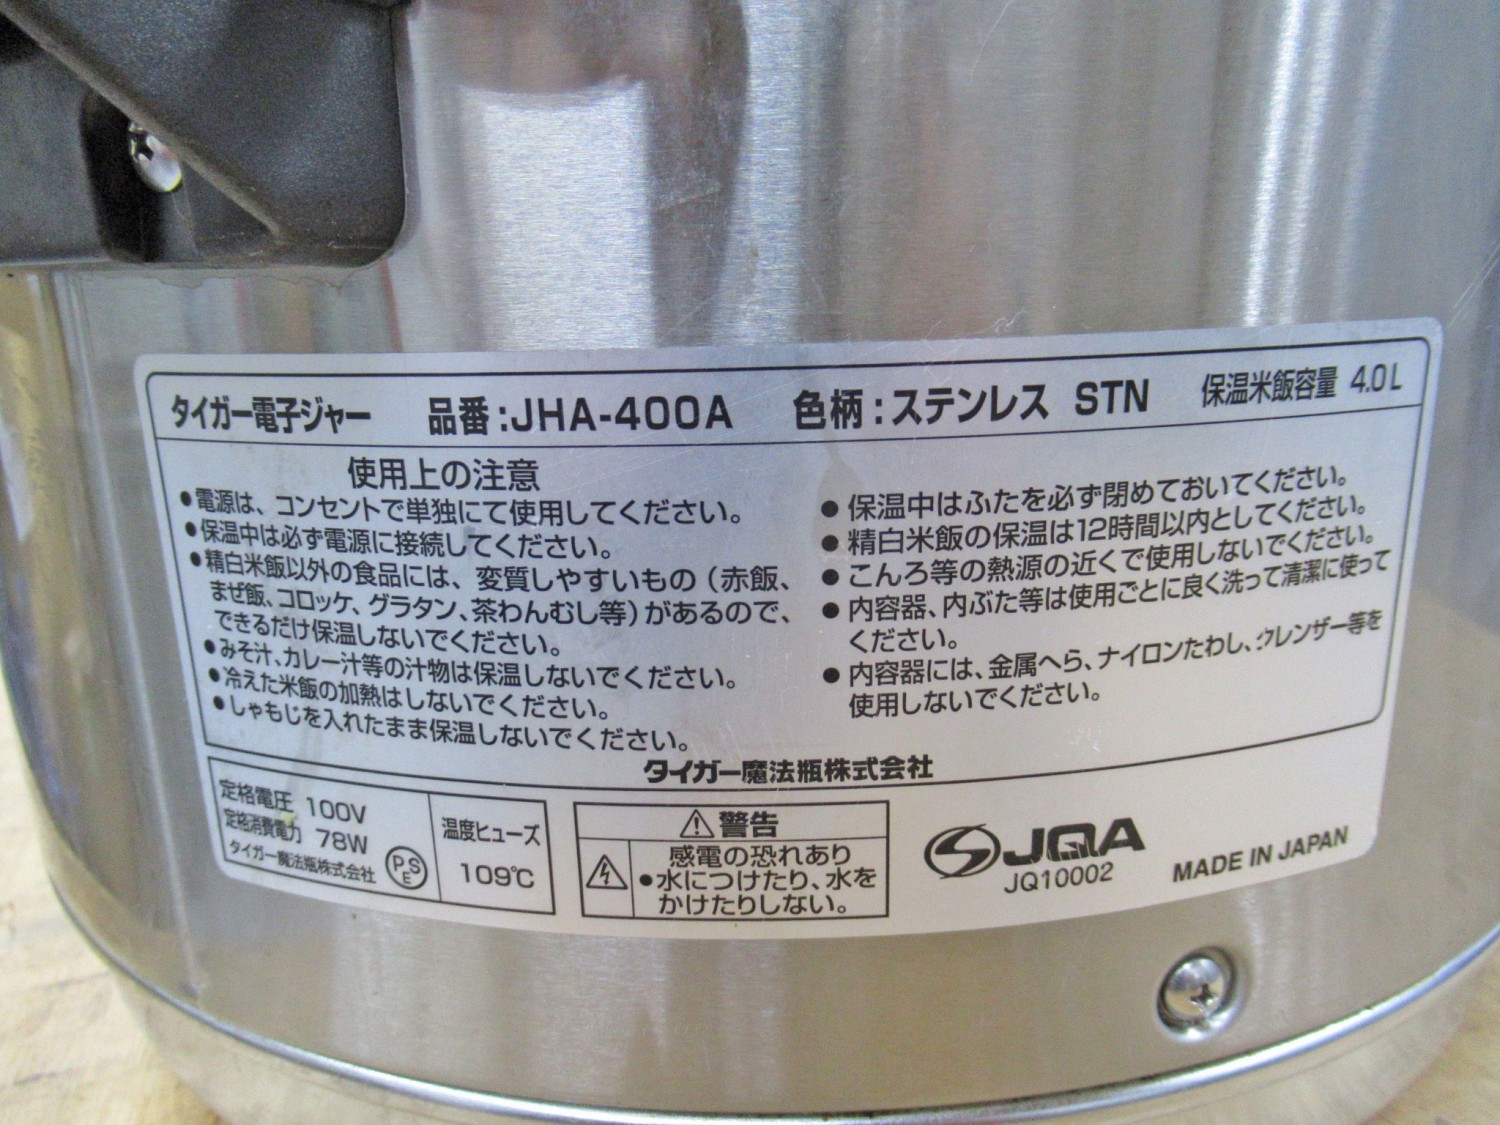 タイガー電子ジャー 品番:JHA-400A 色柄:ステンレス STN 保温米飯容量 4.0L
使用上の注意
●電源は、コンセントで単独にて使用してください。
●保温中は必ず電源に接続してください。
●精白米飯以外の食品には、変質しやすいもの(赤飯、
まぜ飯、コロッケ、グラタン、茶わんむし等)があるので、
できるだけ保温しないでください。
●みそ汁、カレー汁等の汁物は保温しないでください。
●冷えた米飯の加熱はしないでください。
●しゃもじを入れたまま保温しないでください。
●保温中はふたを必ず閉めておいてください。
●精白米飯の保温は12時間以内としてください。
●こんろ等の熱源の近くで使用しないでください。
●内容器、内ぶた等は使用ごとに良く洗って清潔に使って
ください。
●内容器には、金属へら、ナイロンたわし、クレンザー等を
使用しないでください。
タイガー魔法瓶株式会社
定格電圧 100V
定格消費電力 78W
タイガー魔法瓶株式会社
PSE
温度ヒューズ
109℃
警告
感電の恐れあり
●水につけたり、水を
かけたりしない。
JQA
JQ10002
MADE IN JAPAN